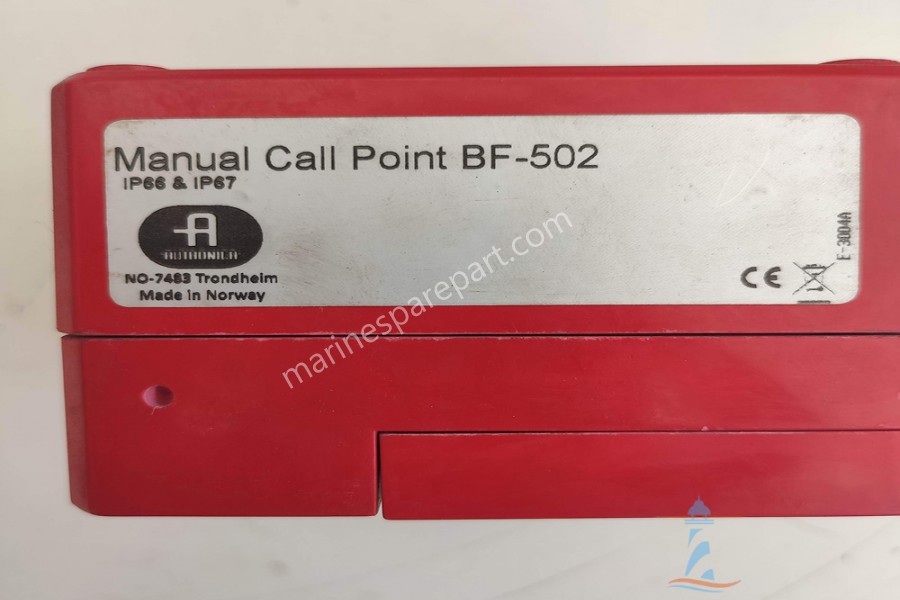 Manual Call Point BF-502
IP66 & IP67
A
AUTRONICA
NO-7483 Trondheim
Made in Norway
CE
E-3004A
marinesparepart.com